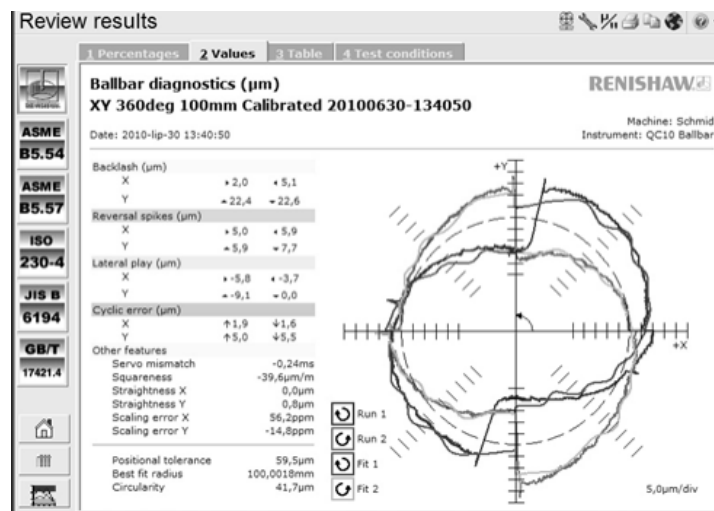 Review results
1 Percentages 2 Values 3 Table 4 Test conditions
Ballbar diagnostics (µm)
XY 360deg 100mm Calibrated 20100630-134050
RENISHAW
Date: 2010-lip-30 13:40:50
Machine: Schmid
Instrument: QC10 Ballbar
ASME
B5.54
ASME
B5.57
ISO
230-4
JIS B
6194
GB/T
17421.4
Backlash (µm)
X 2,0 5,1
Y 22,4 -22,6
Reversal spikes (µm)
X 5,0 5,9
Y 5,9 7,7
Lateral play (µm)
X -5,8 -3,7
Y -9,1 -0,0
Cyclic error (µm)
X ↑1,9 ↓1,6
Y ↑5,0 ↓5,5
Other features
Servo mismatch -0,24ms
Squareness -39,6µm/m
Straightness X 0,0µm
Straightness Y 0,8µm
Scaling error X 56,2ppm
Scaling error Y -14,8ppm
Positional tolerance 59,5µm
Best fit radius 100,0018mm
Circularity 41,7µm
+Y
+X
Run 1
Run 2
Fit 1
Fit 2
5,0µm/div